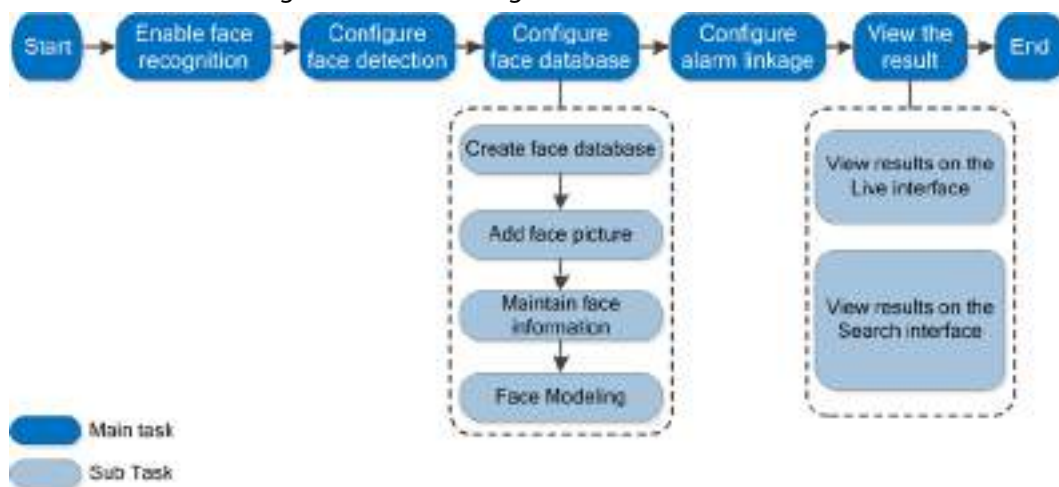 Start
Enable face
recognition
Configure
face detection
Configure
face database
Configure
alarm linkage
View the
result
End
Create face database
Add face picture
Maintain face
information
Face Modeling
View results on the
Live interface
View results on the
Search interface
Main task
Sub Task